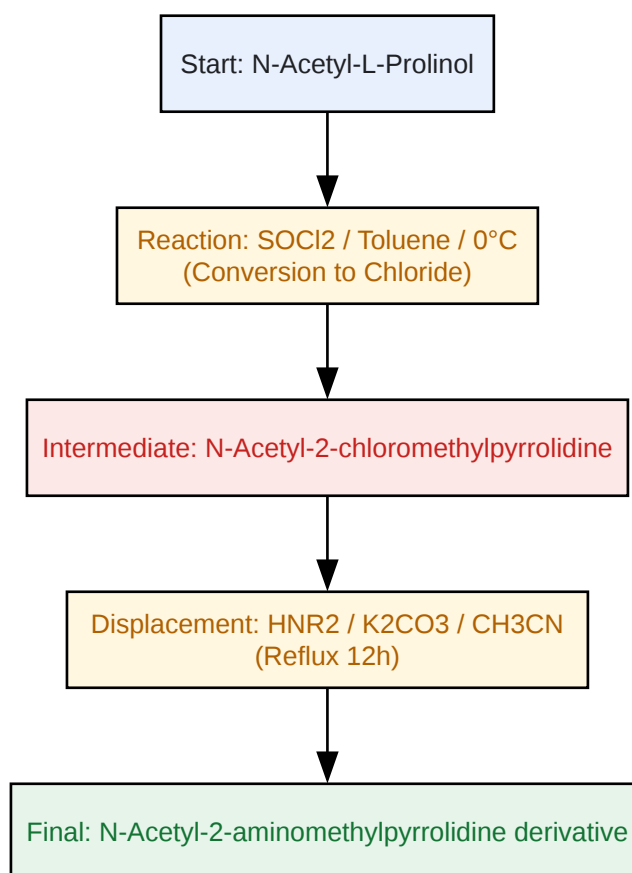 Start: N-Acetyl-L-Prolinol
Reaction: SOCl2 / Toluene / 0°C
(Conversion to Chloride)
Intermediate: N-Acetyl-2-chloromethylpyrrolidine
Displacement: HNR2 / K2CO3 / CH3CN
(Reflux 12h)
Final: N-Acetyl-2-aminomethylpyrrolidine derivative